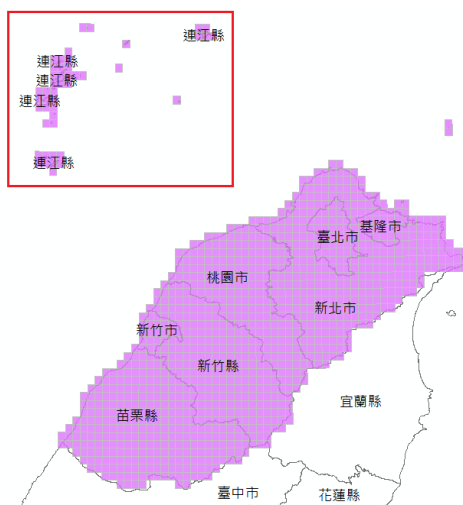 連江縣
連江縣
連江縣
連江縣
連江縣
基隆市
臺北市
桃園市
新北市
新竹市
新竹縣
宜蘭縣
苗栗縣
臺中市
花蓮縣